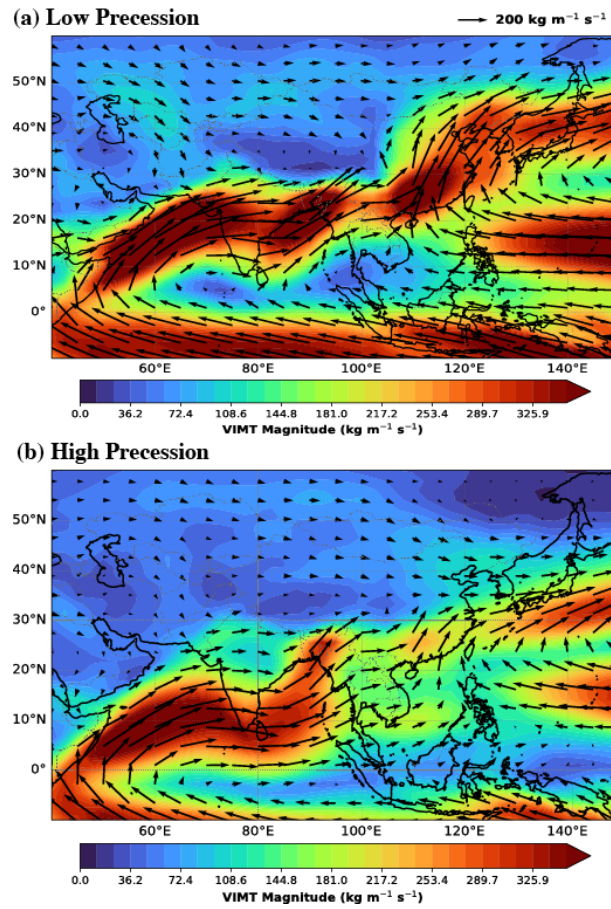 (a) Low Precession
200 kg m⁻¹ s⁻¹
50°N
40°N
30°N
20°N
10°N
0°
60°E 80°E 100°E 120°E 140°E
0.0 36.2 72.4 108.6 144.8 181.0 217.2 253.4 289.7 325.9
VIMT Magnitude (kg m⁻¹ s⁻¹)
(b) High Precession
50°N
40°N
30°N
20°N
10°N
0°
60°E 80°E 100°E 120°E 140°E
0.0 36.2 72.4 108.6 144.8 181.0 217.2 253.4 289.7 325.9
VIMT Magnitude (kg m⁻¹ s⁻¹)